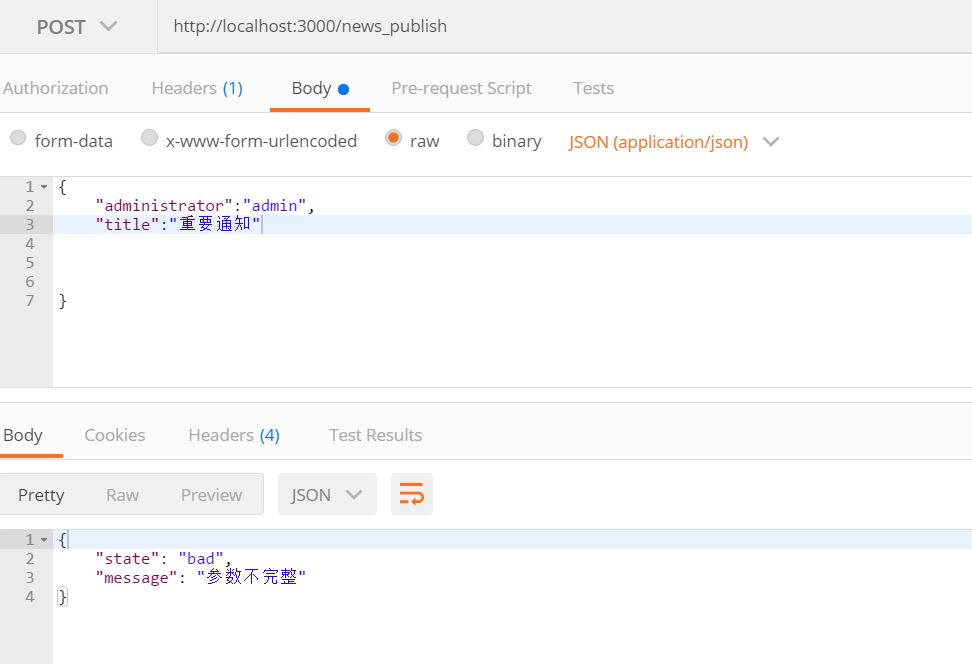 POST http://localhost:3000/news_publish
Authorization Headers (1) Body Pre-request Script Tests
form-data x-www-form-urlencoded raw binary JSON (application/json)
1 {
2 "administrator":"admin",
3 "title":"重要通知"
4
5
6
7 }
Body Cookies Headers (4) Test Results
Pretty Raw Preview JSON
1 {
2 "state": "bad",
3 "message": "参数不完整"
4 }